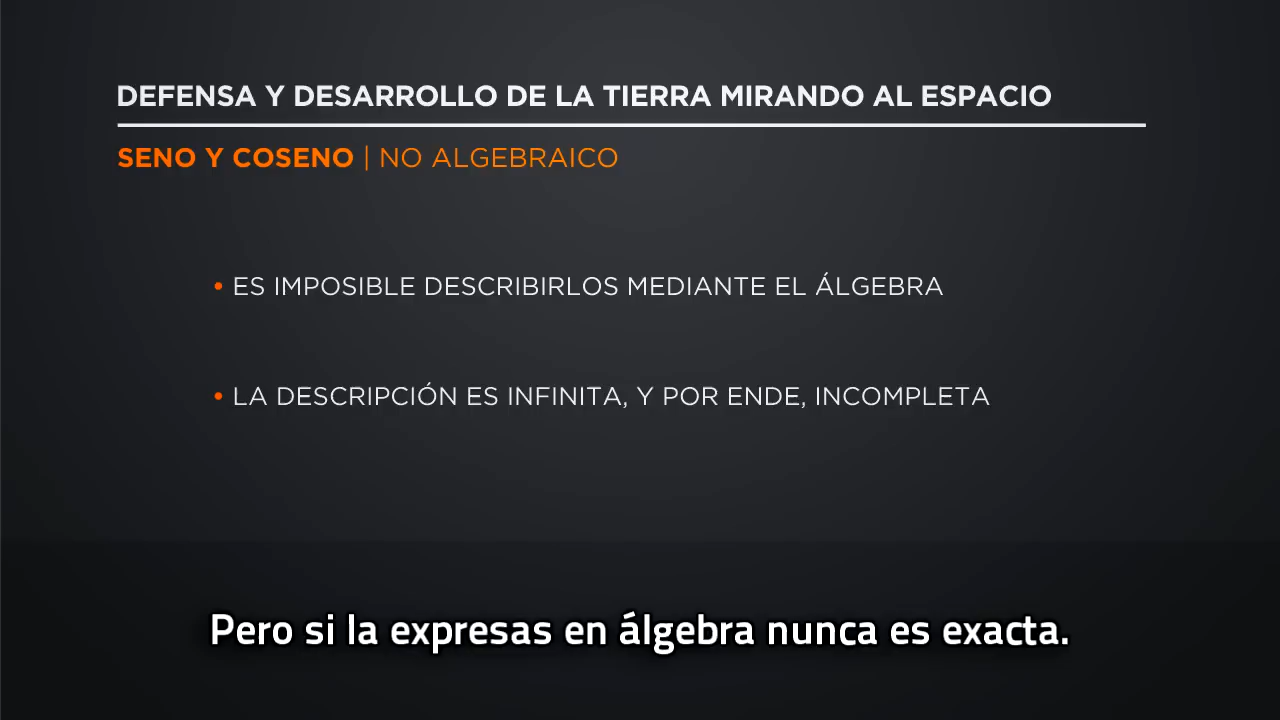 DEFENSA Y DESARROLLO DE LA TIERRA MIRANDO AL ESPACIO
SENO Y COSENO | NO ALGEBRAICO
• ES IMPOSIBLE DESCRIBIRLOS MEDIANTE EL ÁLGEBRA
• LA DESCRIPCIÓN ES INFINITA, Y POR ENDE, INCOMPLETA
Pero si la expresas en álgebra nunca es exacta.